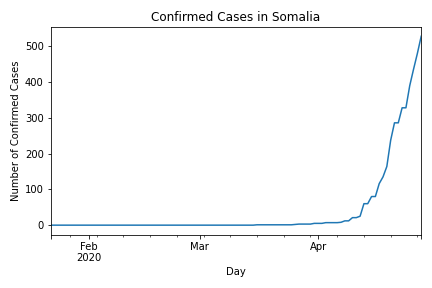 Confirmed Cases in Somalia
Number of Confirmed Cases
500
400
300
200
100
0
Feb Mar Apr
2020
Day